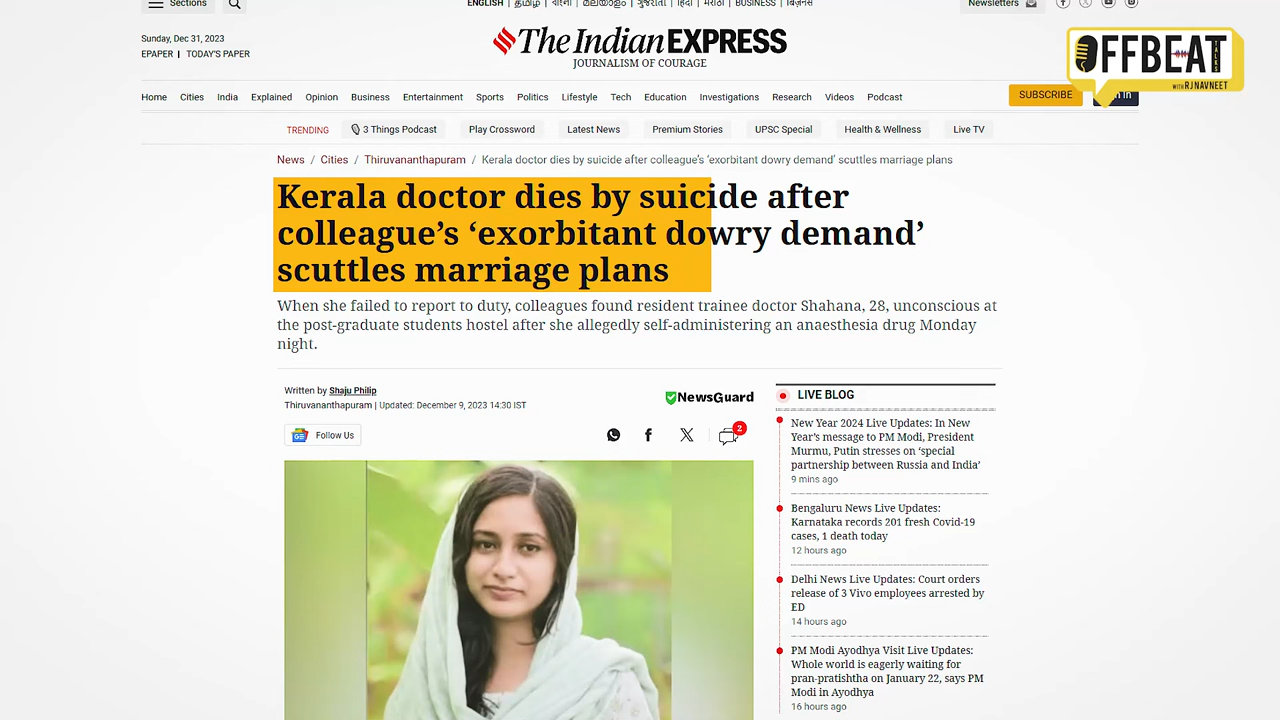 Sections
ENGLISH | தமிழ் | বাংলা | മലയാളം | ગુજરાતી | हिंदी | मराठी | BUSINESS | बिज़नेस
Newsletters
Sunday, Dec 31, 2023
EPAPER | TODAY'S PAPER
The Indian EXPRESS
JOURNALISM OF COURAGE
OFFBEAT
TALKS
WITH RJ NAVNEET
Home Cities India Explained Opinion Business Entertainment Sports Politics Lifestyle Tech Education Investigations Research Videos Podcast
SUBSCRIBE
In
TRENDING 3 Things Podcast Play Crossword Latest News Premium Stories UPSC Special Health & Wellness Live TV
News / Cities / Thiruvananthapuram / Kerala doctor dies by suicide after colleague's 'exorbitant dowry demand' scuttles marriage plans
Kerala doctor dies by suicide after
colleague's 'exorbitant dowry demand'
scuttles marriage plans
When she failed to report to duty, colleagues found resident trainee doctor Shahana, 28, unconscious at
the post-graduate students hostel after she allegedly self-administering an anaesthesia drug Monday
night.
Written by Shaju Philip
Thiruvananthapuram | Updated: December 9, 2023 14:30 IST
NewsGuard
Follow Us
2
LIVE BLOG
New Year 2024 Live Updates: In New
Year's message to PM Modi, President
Murmu, Putin stresses on 'special
partnership between Russia and India'
9 mins ago
Bengaluru News Live Updates:
Karnataka records 201 fresh Covid-19
cases, 1 death today
12 hours ago
Delhi News Live Updates: Court orders
release of 3 Vivo employees arrested by
ED
14 hours ago
PM Modi Ayodhya Visit Live Updates:
Whole world is eagerly waiting for
pran-pratishtha on January 22, says PM
Modi in Ayodhya
16 hours ago